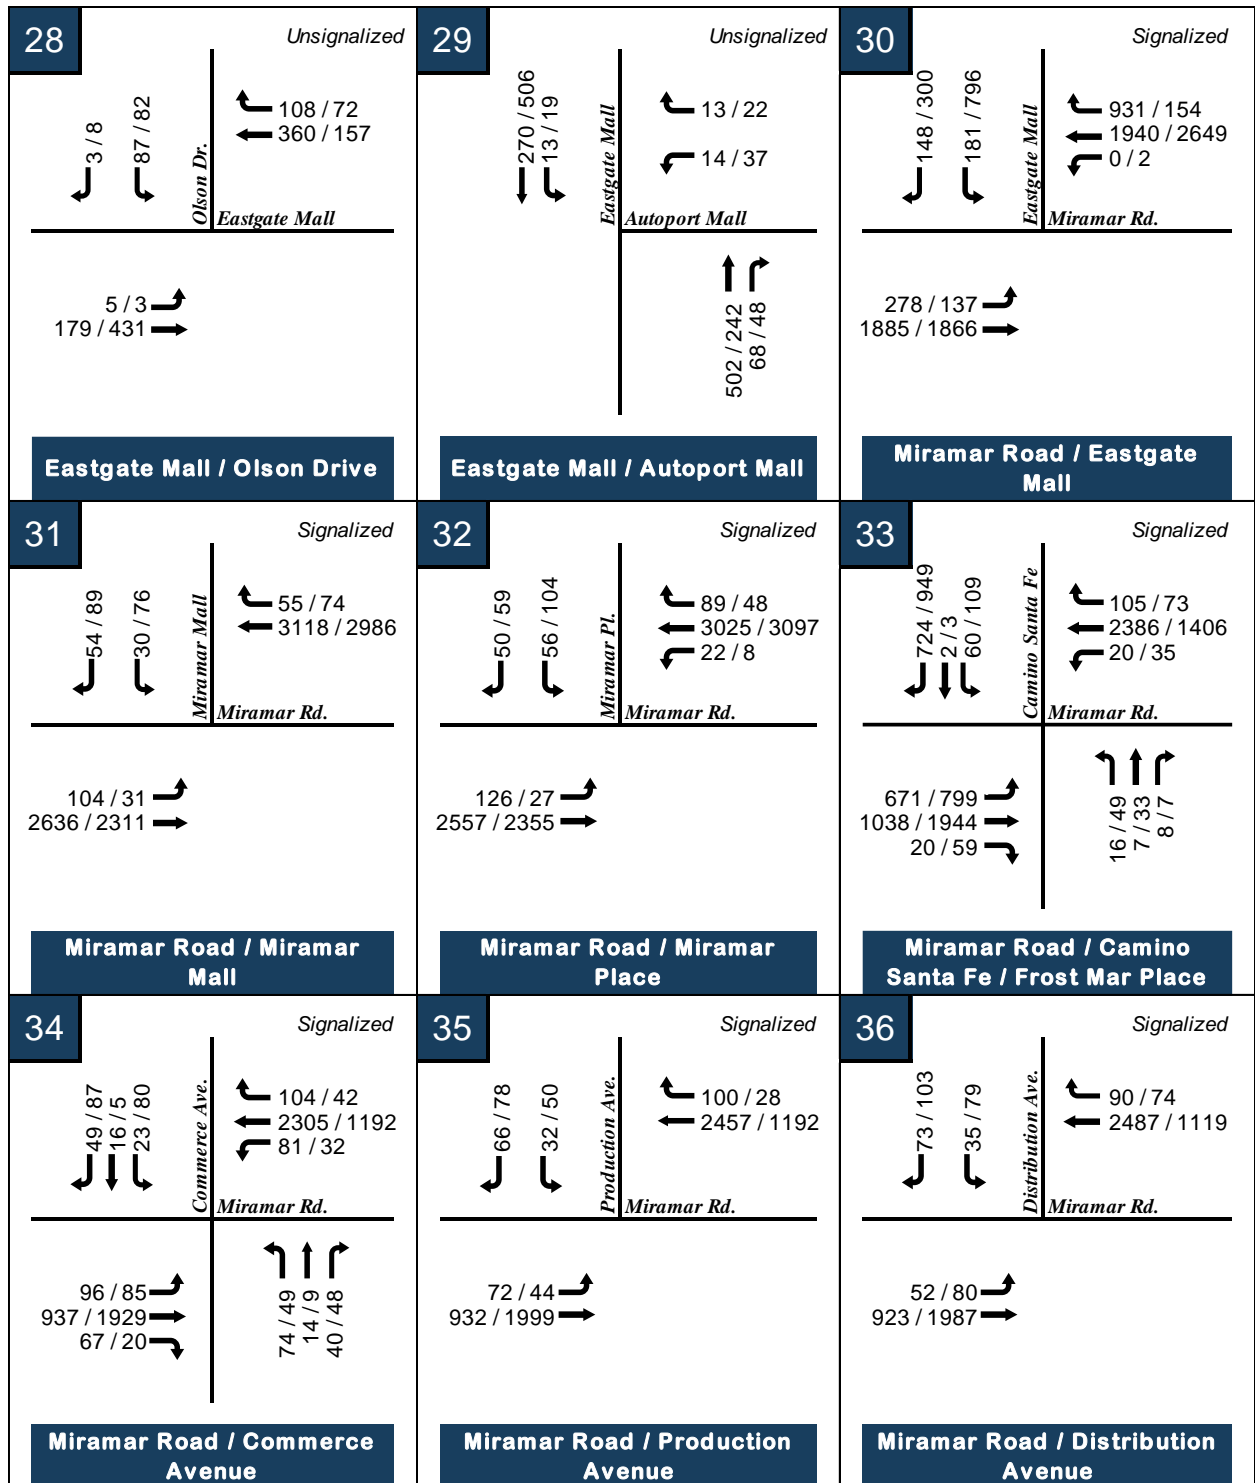 28
Unsignalized
3 / 8
87 / 82
Olson Dr.
108 / 72
360 / 157
Eastgate Mall
5 / 3
179 / 431
Eastgate Mall / Olson Drive
29
Unsignalized
270 / 506
13 / 19
Eastgate Mall
13 / 22
14 / 37
Autoport Mall
502 / 242
68 / 48
Eastgate Mall / Autoport Mall
30
Signalized
148 / 300
181 / 796
Eastgate Mall
931 / 154
1940 / 2649
0 / 2
Miramar Rd.
278 / 137
1885 / 1866
Miramar Road / Eastgate
Mall
31
Signalized
54 / 89
30 / 76
Miramar Mall
55 / 74
3118 / 2986
Miramar Rd.
104 / 31
2636 / 2311
Miramar Road / Miramar
Mall
32
Signalized
50 / 59
56 / 104
Miramar Pl.
89 / 48
3025 / 3097
22 / 8
Miramar Rd.
126 / 27
2557 / 2355
Miramar Road / Miramar
Place
33
Signalized
724 / 949
2 / 3
60 / 109
Camino Santa Fe
105 / 73
2386 / 1406
20 / 35
Miramar Rd.
671 / 799
1038 / 1944
20 / 59
16 / 49
7 / 33
8 / 7
Miramar Road / Camino
Santa Fe / Frost Mar Place
34
Signalized
49 / 87
16 / 5
23 / 80
Commerce Ave.
104 / 42
2305 / 1192
81 / 32
Miramar Rd.
96 / 85
937 / 1929
67 / 20
74 / 49
14 / 9
40 / 48
Miramar Road / Commerce
Avenue
35
Signalized
66 / 78
32 / 50
Production Ave.
100 / 28
2457 / 1192
Miramar Rd.
72 / 44
932 / 1999
Miramar Road / Production
Avenue
36
Signalized
73 / 103
35 / 79
Distribution Ave.
90 / 74
2487 / 1119
Miramar Rd.
52 / 80
923 / 1987
Miramar Road / Distribution
Avenue